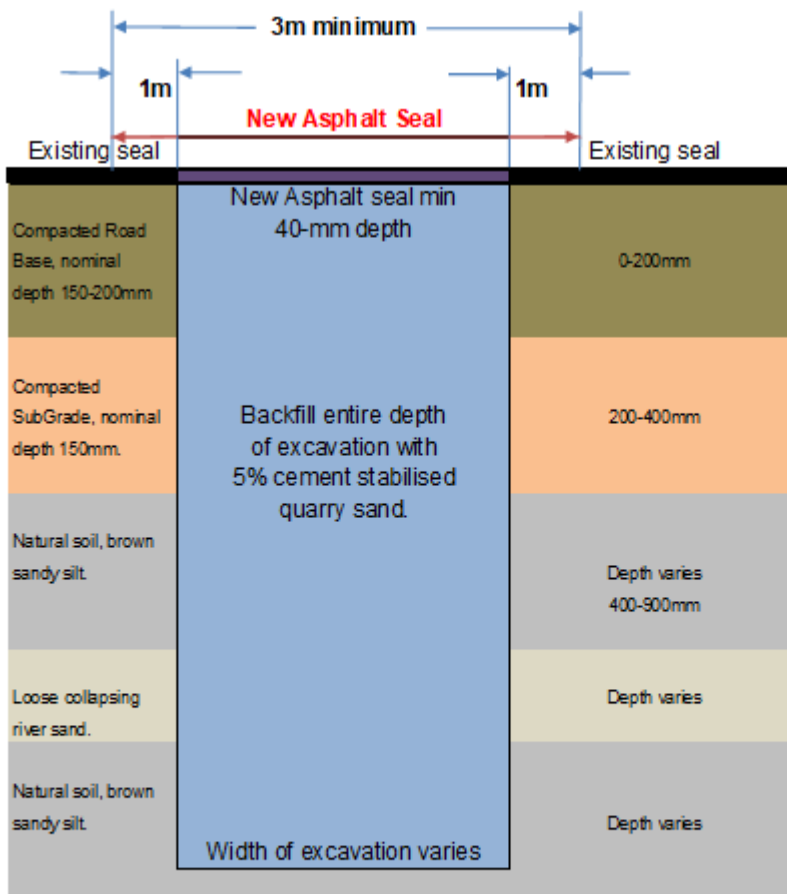 3m minimum
1m
1m
New Asphalt Seal
Existing seal
Existing seal
New Asphalt seal min
40-mm depth
Compacted Road
Base, nominal
depth 150-200mm
0-200mm
Compacted
SubGrade, nominal
depth 150mm.
Backfill entire depth
of excavation with
5% cement stabilised
quarry sand.
200-400mm
Natural soil, brown
sandy silt.
Depth varies
400-900mm
Loose collapsing
river sand.
Depth varies
Natural soil, brown
sandy silt.
Depth varies
Width of excavation varies